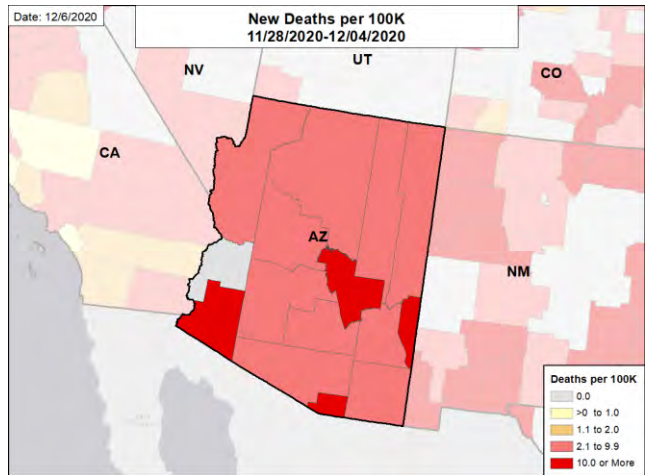 Date: 12/6/2020
New Deaths per 100K
11/28/2020-12/04/2020
UT
NV
CO
CA
AZ
NM
Deaths per 100K
0.0
>0 to 1.0
1.1 to 2.0
2.1 to 9.9
10.0 or More